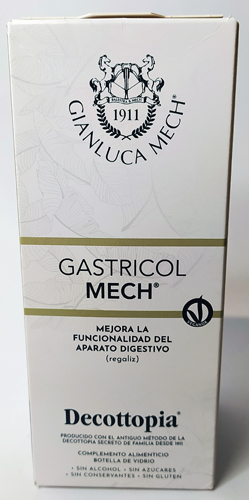 GIANLUCA MECH®
1911
GASTRICOL
MECH®
MEJORA LA
FUNCIONALIDAD DEL
APARATO DIGESTIVO
(regaliz)
Decottopia®
PRODUCIDO CON EL ANTIGUO MÉTODO DE LA
DECOTTOPIA SECRETO DE FAMILIA DESDE 1911
COMPLEMENTO ALIMENTICIO
BOTELLA DE VIDRIO
• SIN ALCOHOL • SIN AZUCARES
• SIN CONSERVANTES • SIN GLUTEN